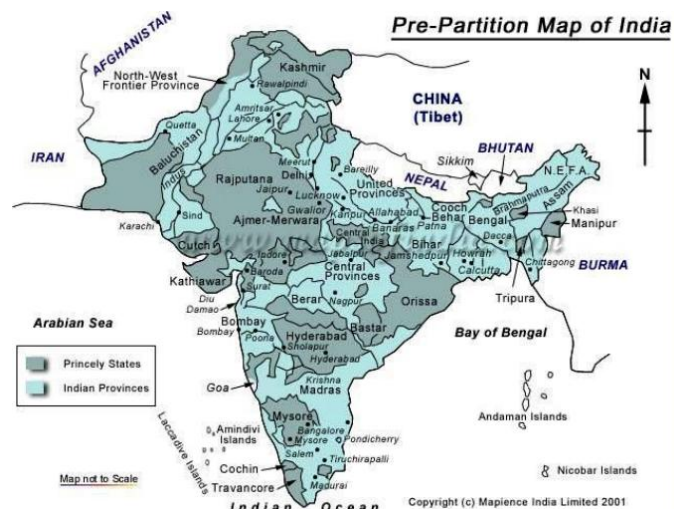 Pre-Partition Map of India
AFGHANISTAN
North-West
Frontier Province
Kashmir
Rawalpindi
N
CHINA
(Tibet)
Amritsar
Lahore
Quetta
Multan
IRAN
Baluchistan
Indus
Sikkim
BHUTAN
NEPAL
N.E.F.A.
Meerut
Delhi
Bareilly
Rajputana
Jaipur
Lucknow
United
Provinces
Gwalior
Kanpur
Allahabad
Banaras
Patna
Cooch
Behar
Bengal
Brahmaputra
Assam
Khasi
Manipur
Karachi
Sind
Ajmer-Merwara
Central
India
Bihar
Dacca
Cutch
Indore
Jabalpur
Jamshedpur
Howrah
Calcutta
Chittagong
BURMA
Kathiawar
Baroda
Surat
Central
Provinces
Tripura
Diu
Damao
Berar
Nagpur
Orissa
Arabian Sea
Bombay
Bombay
Poona
Bastar
Bay of Bengal
Princely States
Indian Provinces
Hyderabad
Sholapur
Hyderabad
Goa
Krishna
Madras
Laccadive Islands
Amindivi
Islands
Mysore
Bangalore
Mysore
Pondicherry
Salem
Tiruchirapalli
Andaman Islands
Cochin
Travancore
Madurai
Nicobar Islands
Map not to Scale
Indian Ocean
Copyright (c) Mapience India Limited 2001